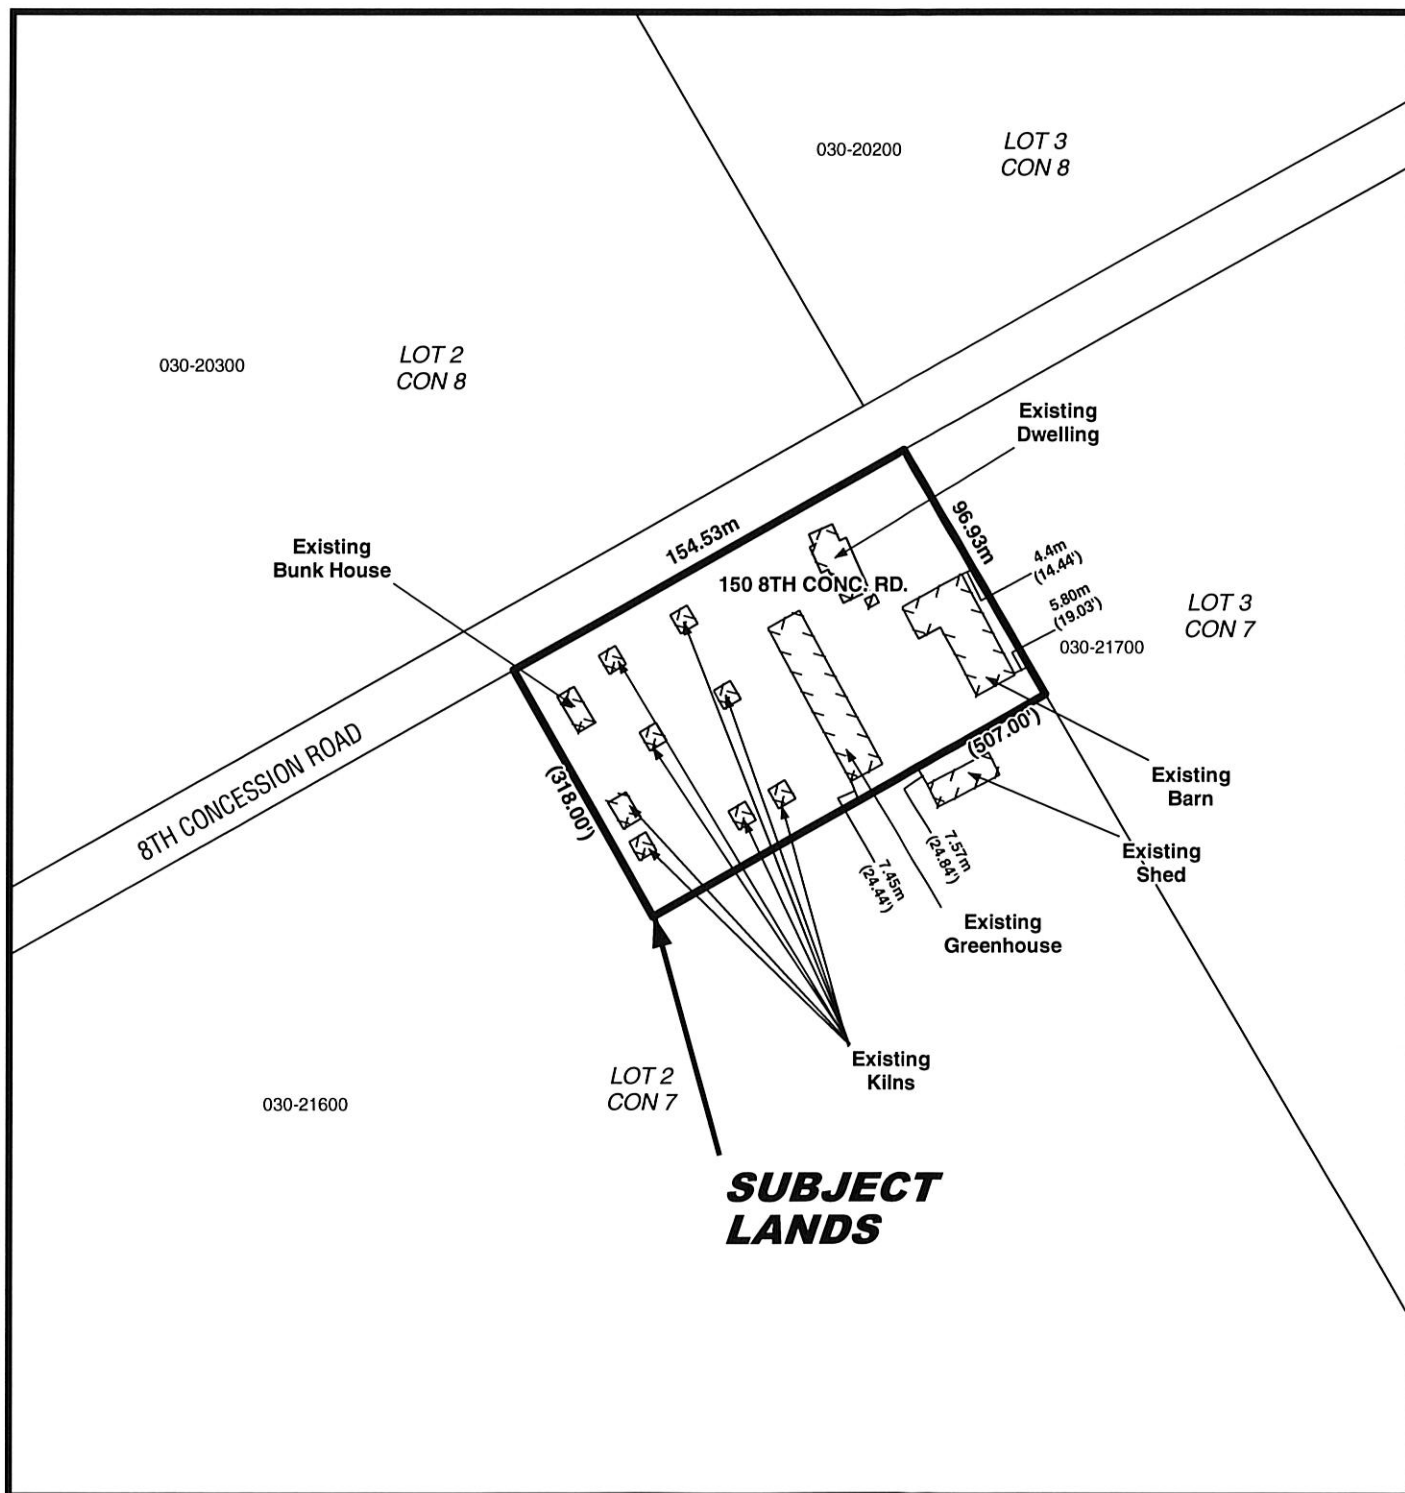 030-20200
LOT 3
CON 8
030-20300
LOT 2
CON 8
Existing
Dwelling
154.53m
96.93m
Existing
Bunk House
4.4m
(14.44')
150 8TH CONC. RD.
5.80m
(19.03')
LOT 3
CON 7
030-21700
8TH CONCESSION ROAD
(318.00')
(507.00')
Existing
Barn
7.57m
(24.84')
Existing
Shed
7.45m
(24.44')
Existing
Greenhouse
Existing
Kilns
LOT 2
CON 7
030-21600
SUBJECT
LANDS